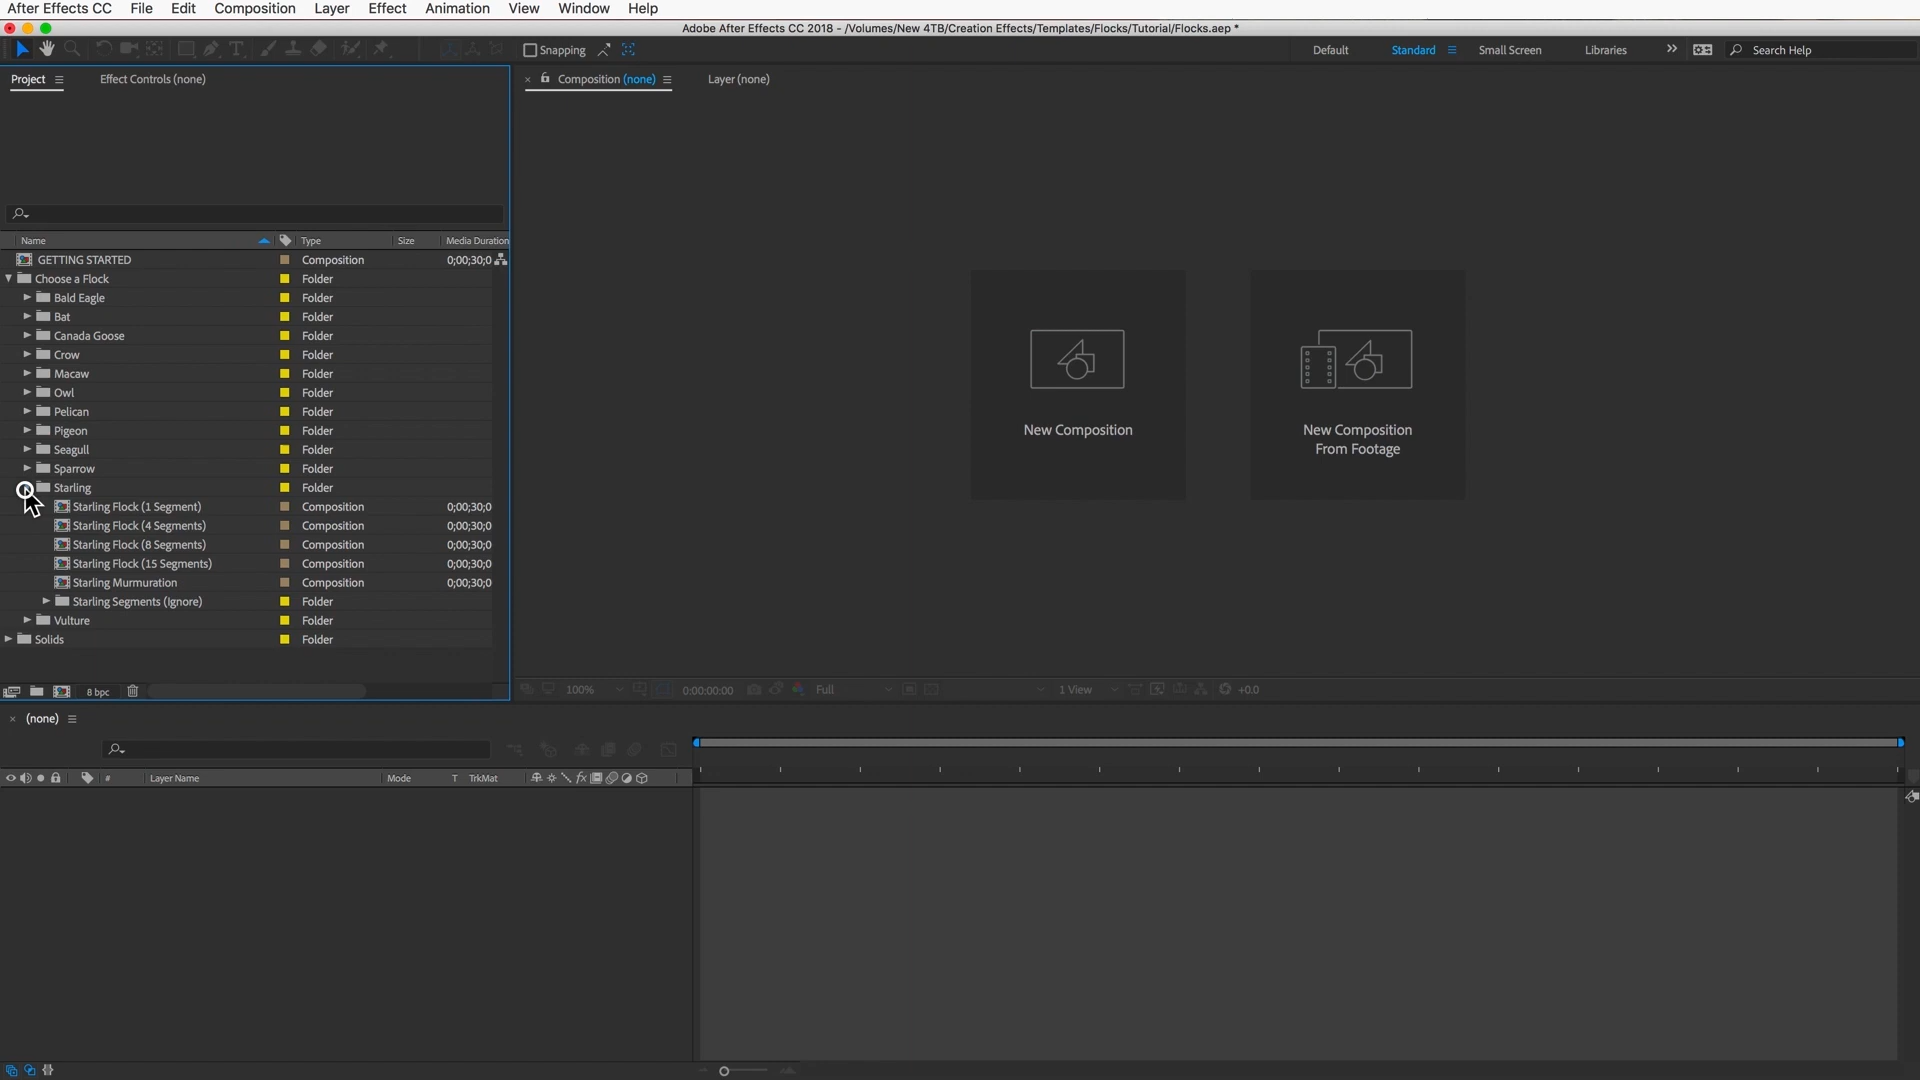 After Effects CC File Edit Composition Layer Effect Animation View Window Help
Adobe After Effects CC 2018 - /Volumes/New 4TB/Creation Effects/Templates/Flocks/Tutorial/Flocks.aep *
Snapping Default Standard Small Screen Libraries Search Help
Project Effect Controls (none) Composition (none) Layer (none)
Name Type Size Media Duration
GETTING STARTED Composition 0;00;30;0
Choose a Flock Folder
Bald Eagle Folder
Bat Folder
Canada Goose Folder
Crow Folder
Macaw Folder
Owl Folder
Pelican Folder
Pigeon Folder
Seagull Folder
Sparrow Folder
Starling Folder
Starling Flock (1 Segment) Composition 0;00;30;0
Starling Flock (4 Segments) Composition 0;00;30;0
Starling Flock (8 Segments) Composition 0;00;30;0
Starling Flock (15 Segments) Composition 0;00;30;0
Starling Murmuration Composition 0;00;30;0
Starling Segments (Ignore) Folder
Vulture Folder
Solids Folder
New Composition
New Composition
From Footage
8 bpc
100% 0:00:00:00 Full 1 View +0.0
(none)
# Layer Name Mode T TrkMat fx